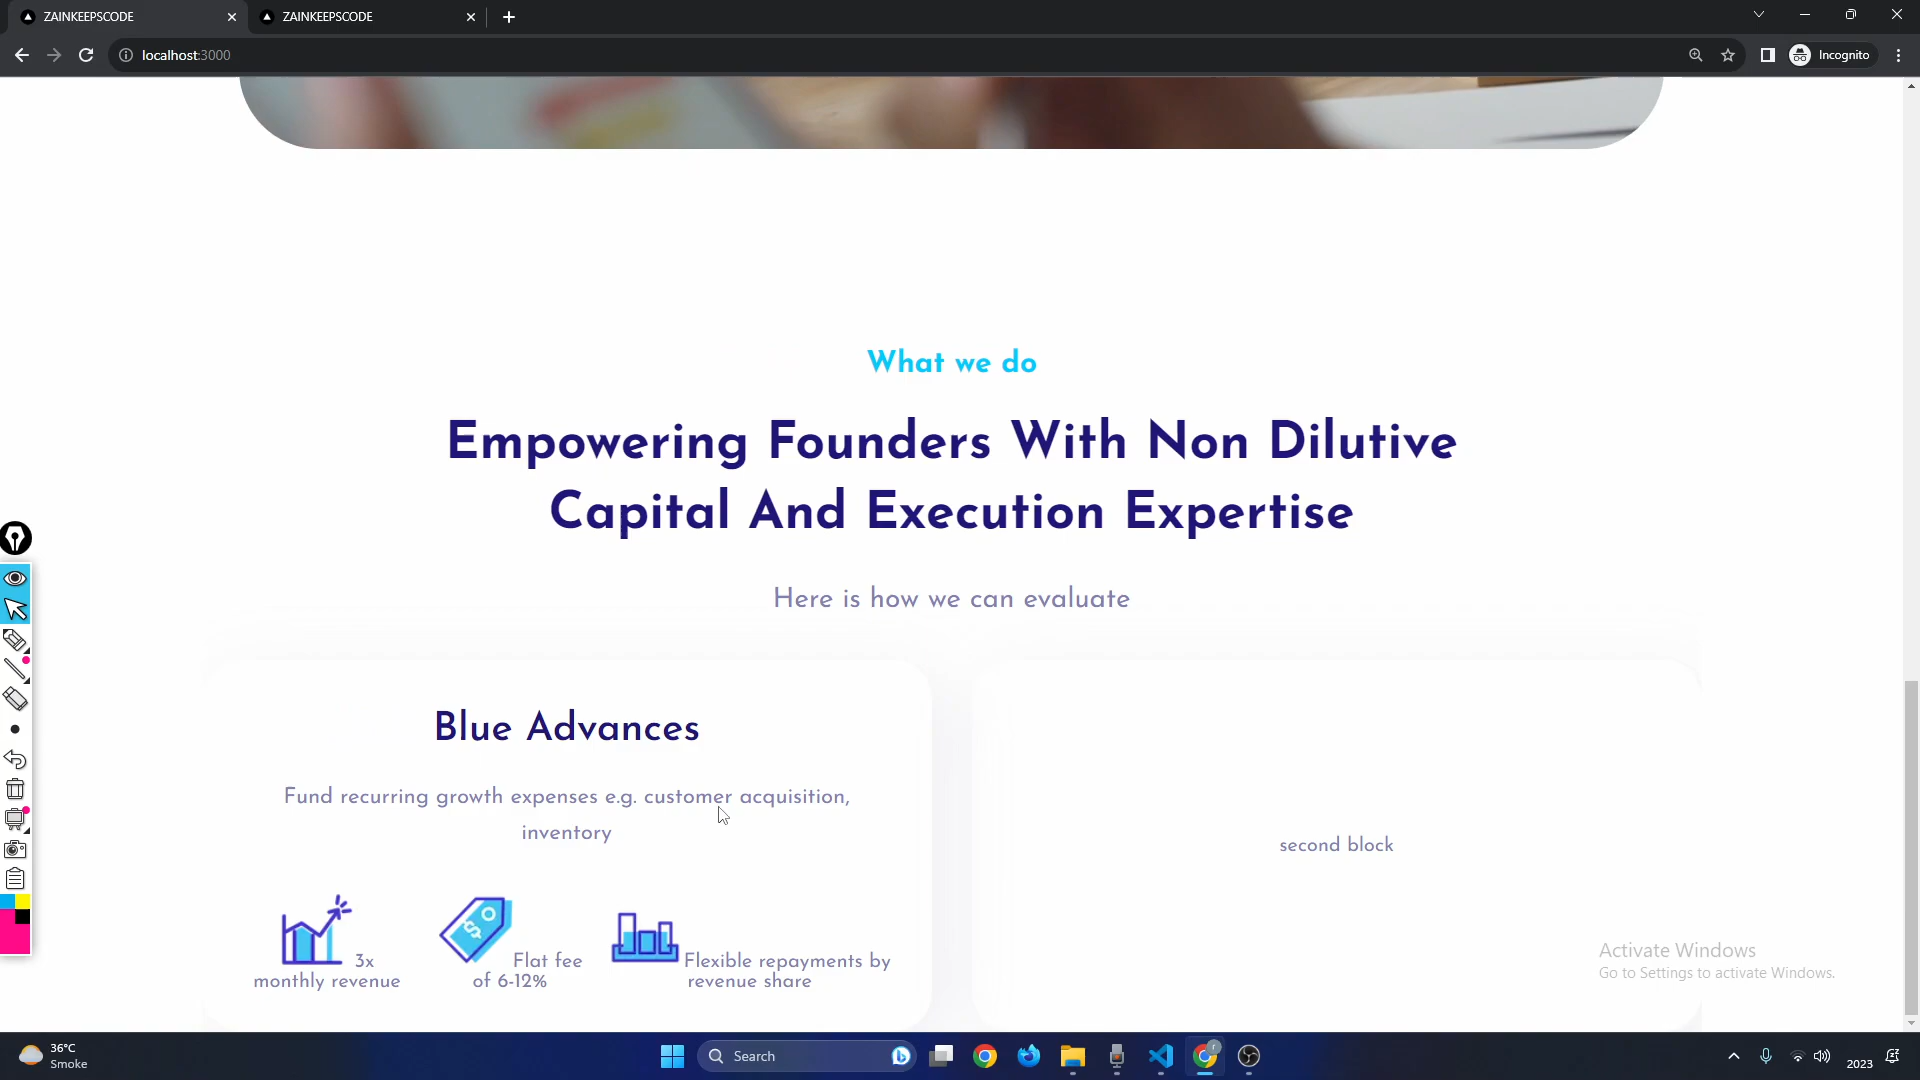 ZAINKEEPSCODE
ZAINKEEPSCODE
localhost:3000
Incognito
What we do
Empowering Founders With Non Dilutive
Capital And Execution Expertise
Here is how we can evaluate
Blue Advances
Fund recurring growth expenses e.g. customer acquisition,
inventory
3x
monthly revenue
Flat fee
of 6-12%
Flexible repayments by
revenue share
second block
Activate Windows
Go to Settings to activate Windows.
36°C
Smoke
Search
2023